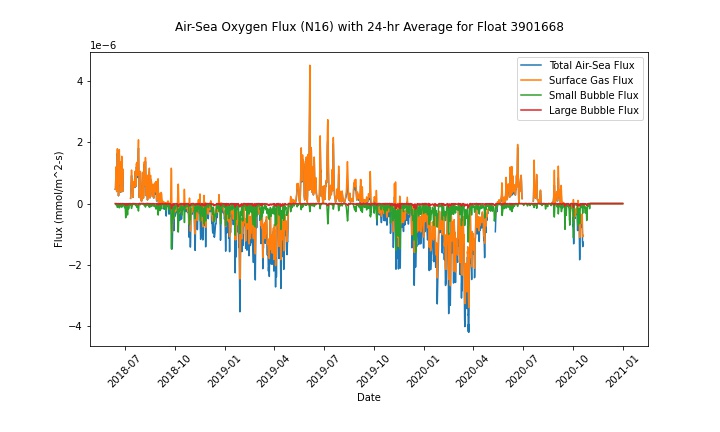 Air-Sea Oxygen Flux (N16) with 24-hr Average for Float 3901668
1e−6
Total Air-Sea Flux
Surface Gas Flux
Small Bubble Flux
Large Bubble Flux
4
2
0
−2
−4
Flux (mmol/m^2-s)
2018-07
2018-10
2019-01
2019-04
2019-07
2019-10
2020-01
2020-04
2020-07
2020-10
2021-01
Date